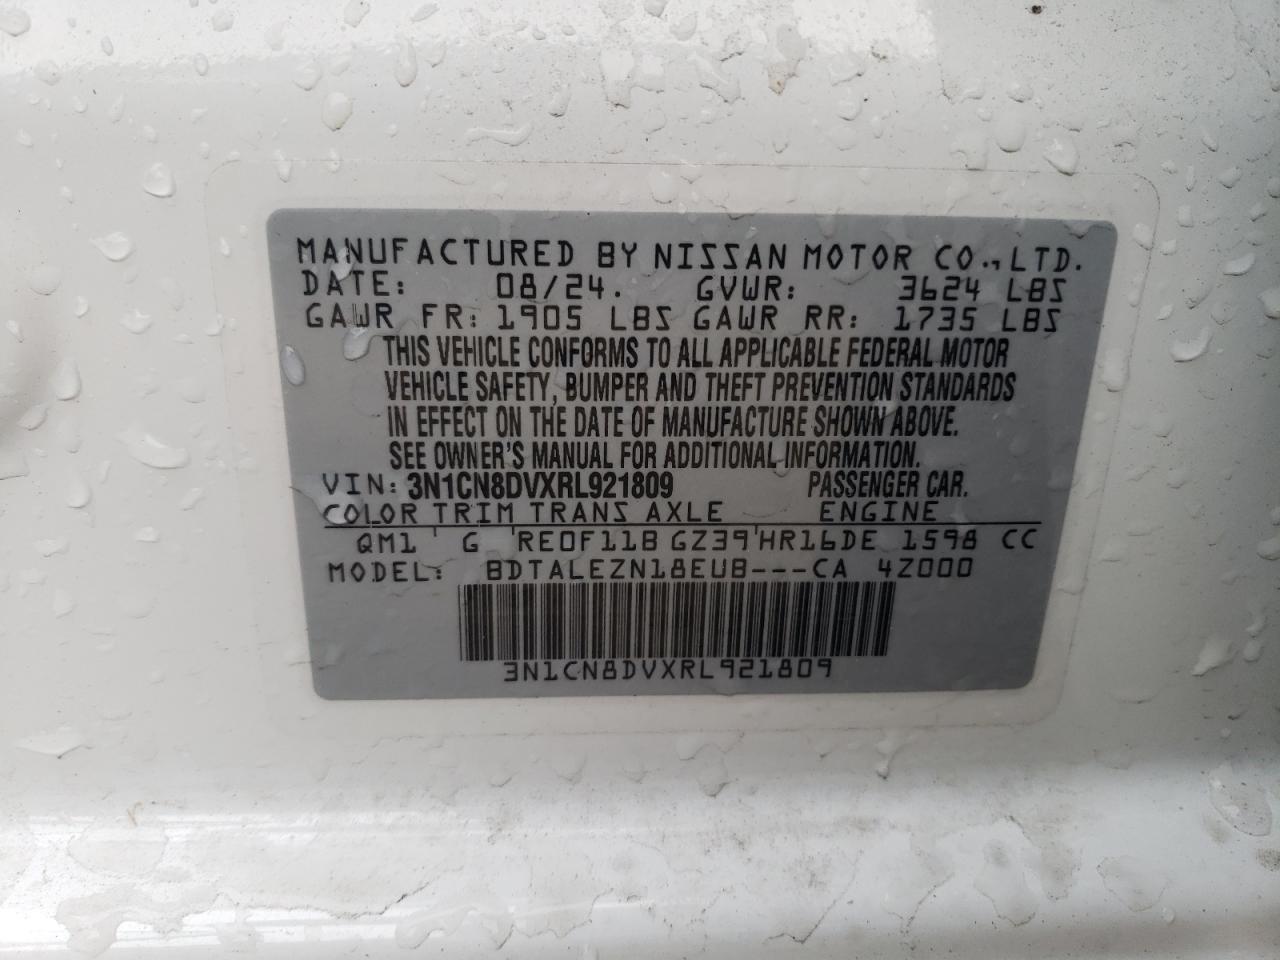 MANUFACTURED BY NISSAN MOTOR CO., LTD.
DATE: 08/24. GVWR: 3624 LBS
GAWR FR: 1905 LBS GAWR RR: 1735 LBS
THIS VEHICLE CONFORMS TO ALL APPLICABLE FEDERAL MOTOR
VEHICLE SAFETY, BUMPER AND THEFT PREVENTION STANDARDS
IN EFFECT ON THE DATE OF MANUFACTURE SHOWN ABOVE.
SEE OWNER'S MANUAL FOR ADDITIONAL INFORMATION.
VIN: 3N1CN8DVXRL921809 PASSENGER CAR.
COLOR TRIM TRANS AXLE ENGINE
QM1 ' G ' RE0F11B GZ39 ' HR16DE 1598 CC
MODEL: BDTALEZN18EUB---CA 4Z000
3N1CN8DVXRL921809